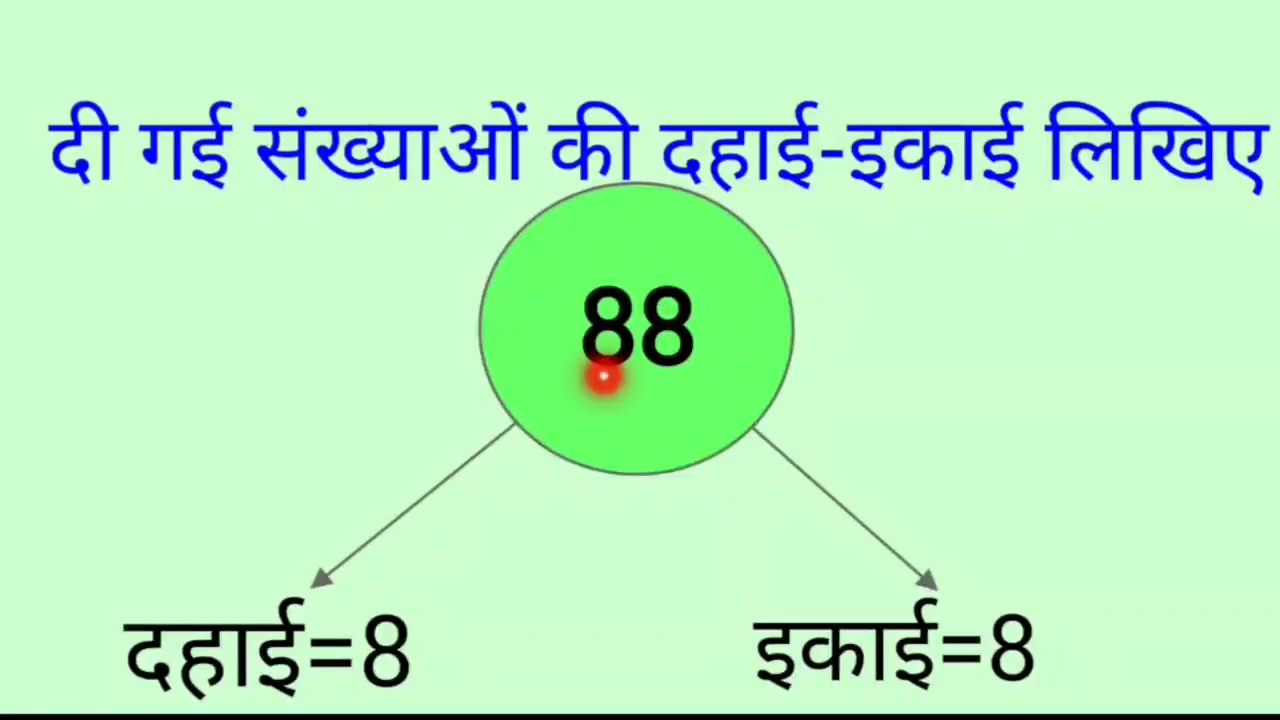 दी गई संख्याओं की दहाई-इकाई लिखिए
88
दहाई=8 इकाई=8